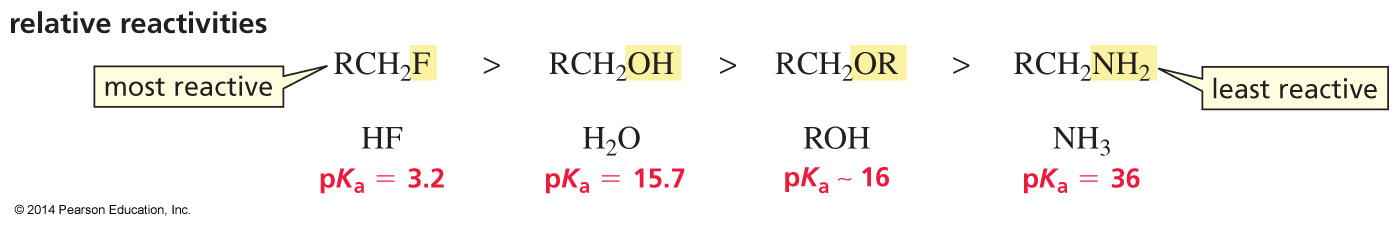 relative reactivities
most reactive
RCH₂F > RCH₂OH > RCH₂OR > RCH₂NH₂
least reactive
HF H₂O ROH NH₃
pKₐ = 3.2 pKₐ = 15.7 pKₐ ~ 16 pKₐ = 36
© 2014 Pearson Education, Inc.